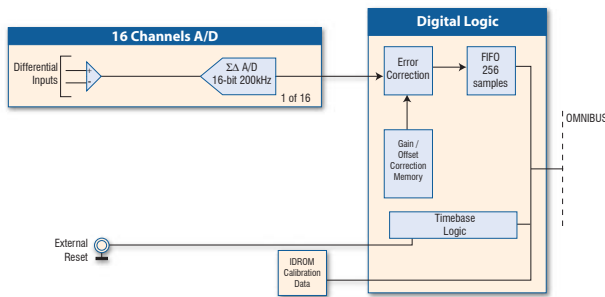 16 Channels A/D
Differential
Inputs
+
-
ΣΔ A/D
16-bit 200kHz
1 of 16
Digital Logic
Error
Correction
FIFO
256
samples
Gain /
Offset
Correction
Memory
OMNIBUS
Timebase
Logic
External
Reset
IDROM
Calibration
Data